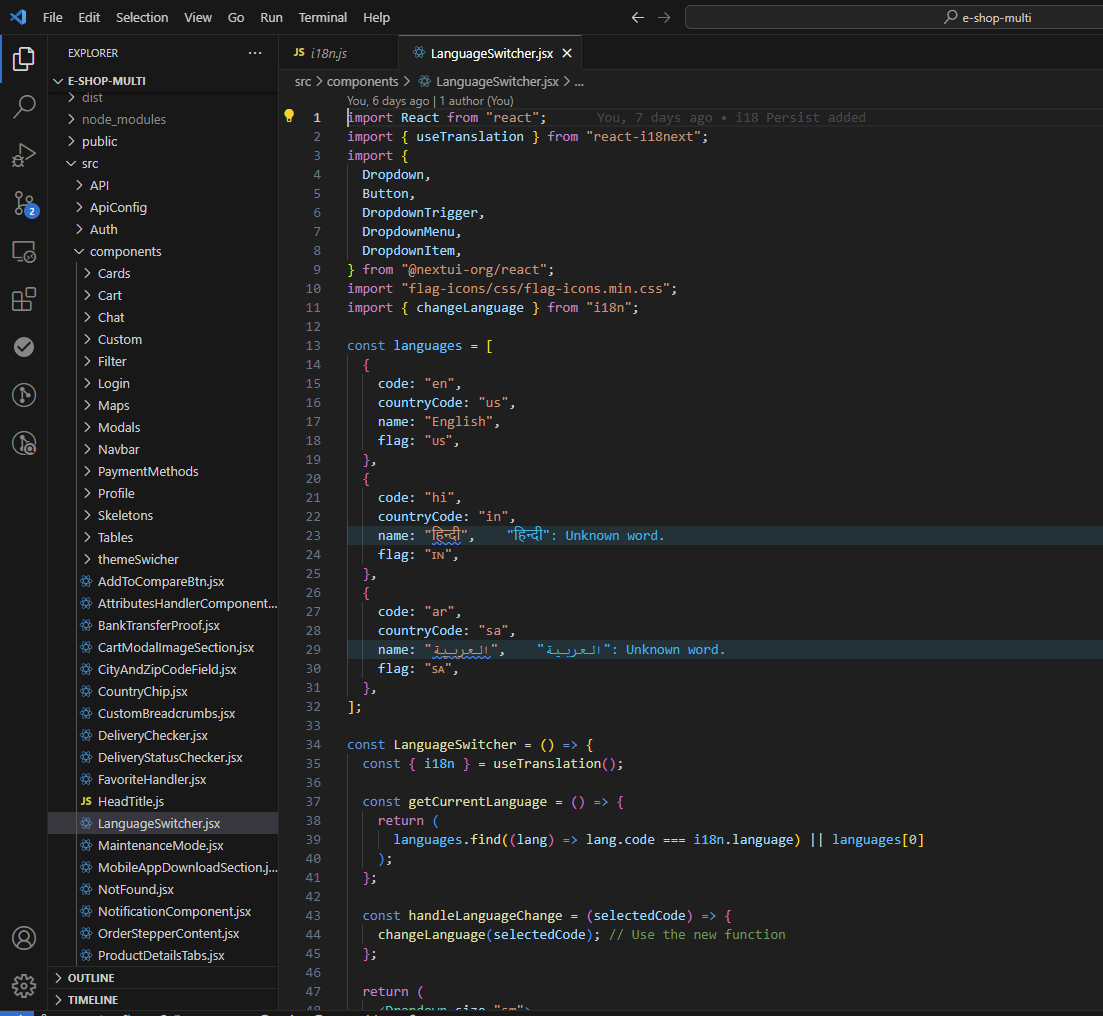 File Edit Selection View Go Run Terminal Help
e-shop-multi
EXPLORER
E-SHOP-MULTI
dist
node_modules
public
src
API
ApiConfig
Auth
components
Cards
Cart
Chat
Custom
Filter
Login
Maps
Modals
Navbar
PaymentMethods
Profile
Skeletons
Tables
themeSwicher
AddToCompareBtn.jsx
AttributesHandlerComponent...
BankTransferProof.jsx
CartModalImageSection.jsx
CityAndZipCodeField.jsx
CountryChip.jsx
CustomBreadcrumbs.jsx
DeliveryChecker.jsx
DeliveryStatusChecker.jsx
FavoriteHandler.jsx
JS HeadTitle.js
LanguageSwitcher.jsx
MaintenanceMode.jsx
MobileAppDownloadSection.j...
NotFound.jsx
NotificationComponent.jsx
OrderStepperContent.jsx
ProductDetailsTabs.jsx
OUTLINE
TIMELINE
2
JS i18n.js
LanguageSwitcher.jsx
src > components > LanguageSwitcher.jsx > ...
You, 6 days ago | 1 author (You)
1 import React from "react"; You, 7 days ago • i18 Persist added
2 import { useTranslation } from "react-i18next";
3 import {
4 Dropdown,
5 Button,
6 DropdownTrigger,
7 DropdownMenu,
8 DropdownItem,
9 } from "@nextui-org/react";
10 import "flag-icons/css/flag-icons.min.css";
11 import { changeLanguage } from "i18n";
12
13 const languages = [
14 {
15 code: "en",
16 countryCode: "us",
17 name: "English",
18 flag: "🇺🇸",
19 },
20 {
21 code: "hi",
22 countryCode: "in",
23 name: "हिन्दी", "हिन्दी": Unknown word.
24 flag: "🇮🇳",
25 },
26 {
27 code: "ar",
28 countryCode: "sa",
29 name: "العربية", "العربية": Unknown word.
30 flag: "🇸🇦",
31 },
32 ];
33
34 const LanguageSwitcher = () => {
35 const { i18n } = useTranslation();
36
37 const getCurrentLanguage = () => {
38 return (
39 languages.find((lang) => lang.code === i18n.language) || languages[0]
40 );
41 };
42
43 const handleLanguageChange = (selectedCode) => {
44 changeLanguage(selectedCode); // Use the new function
45 };
46
47 return (
48 <Dropdown size="sm">